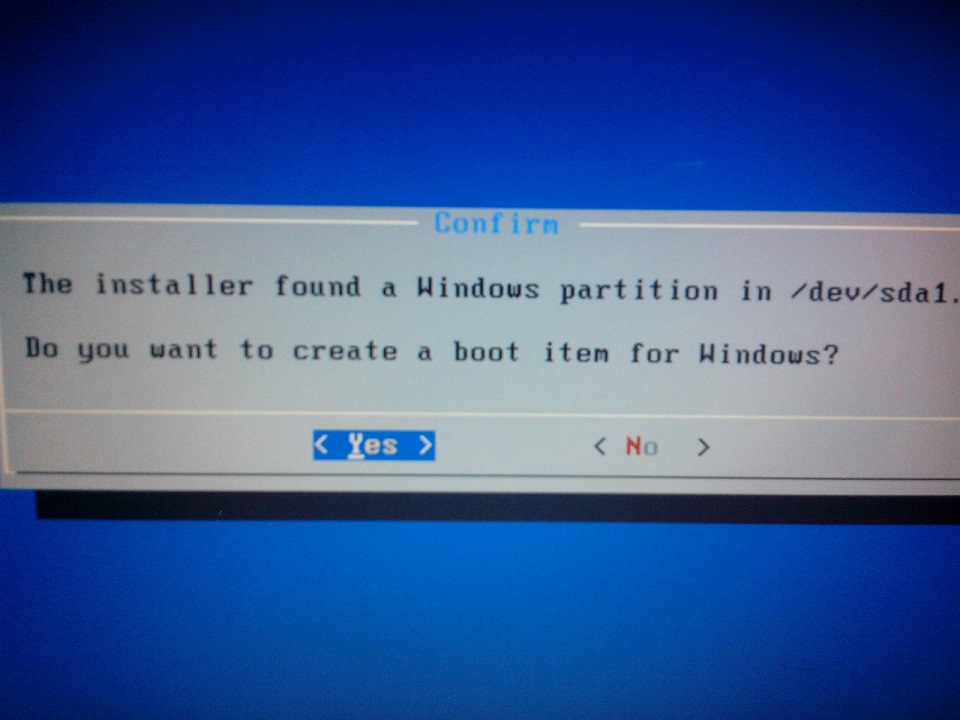 Confirm
The installer found a Windows partition in /dev/sda1.
Do you want to create a boot item for Windows?
< Yes > < No >